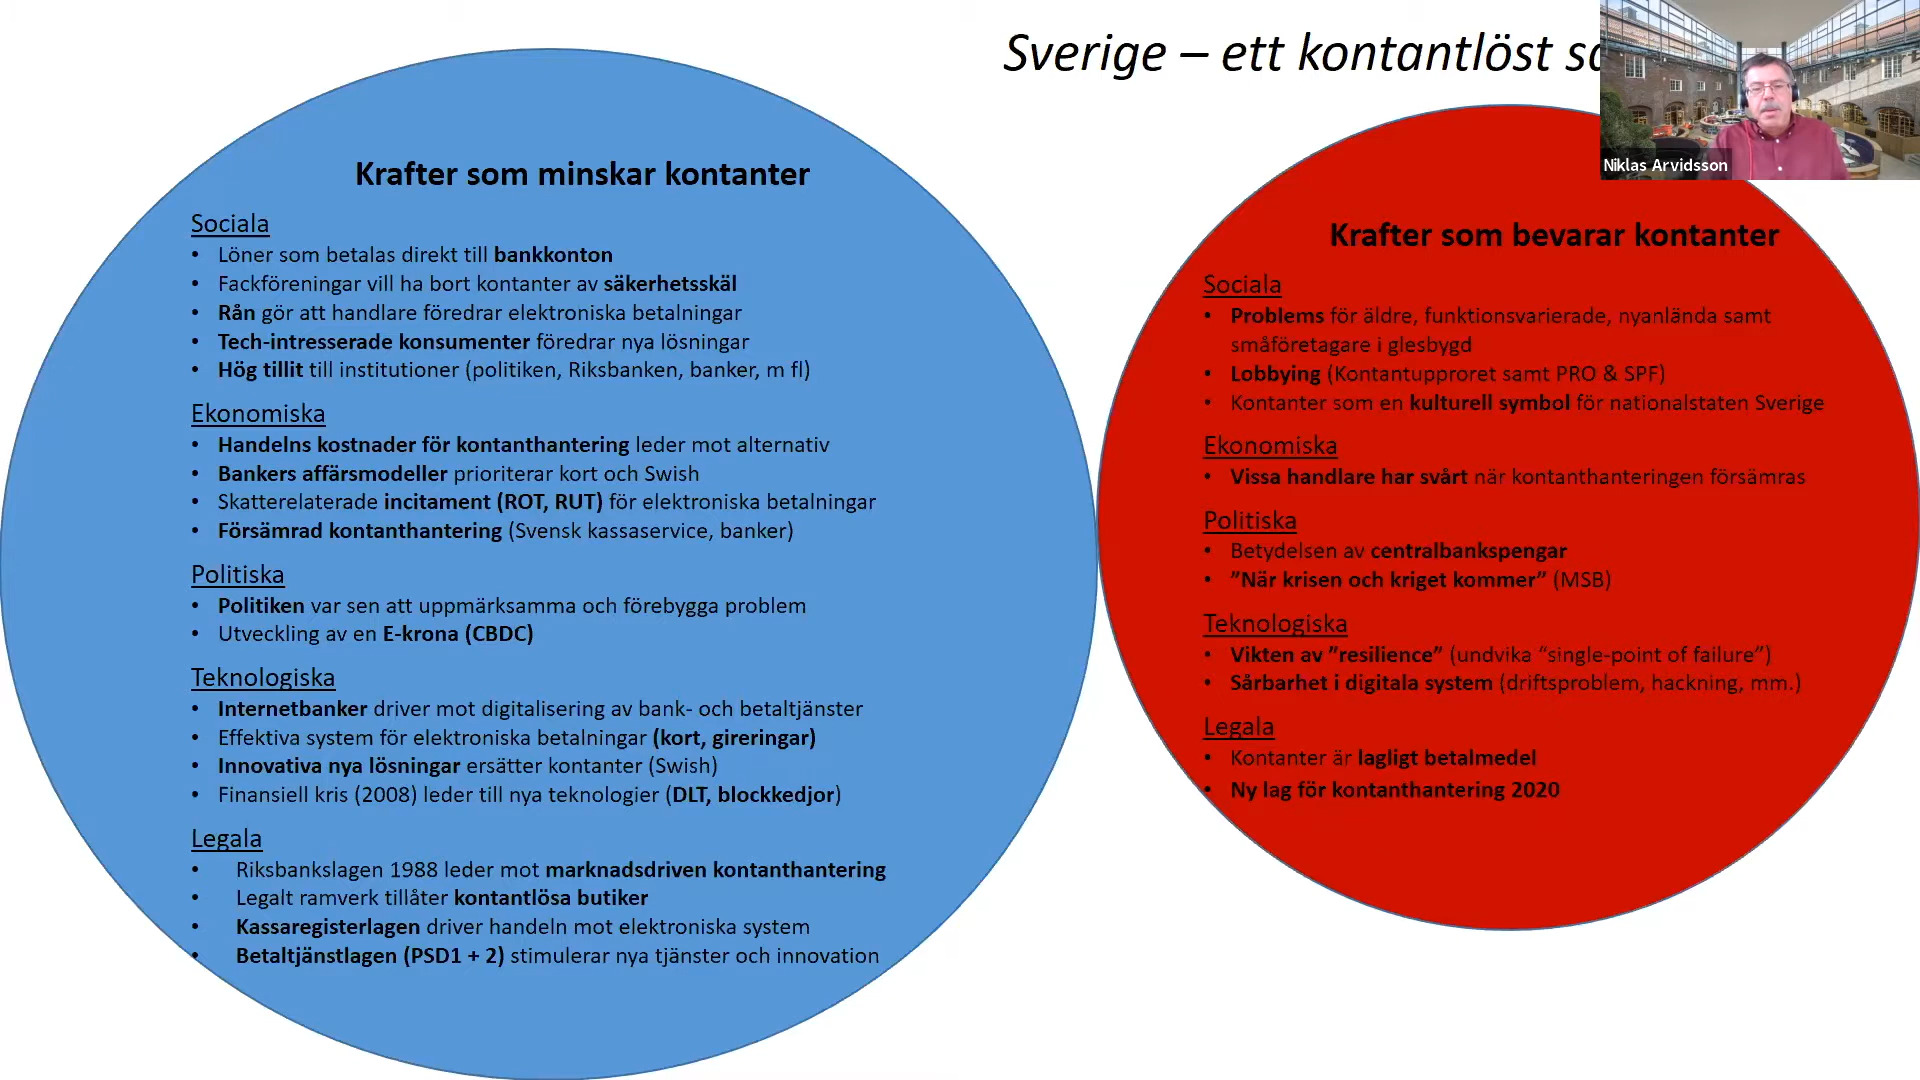 Sverige – ett kontantlöst
Niklas Arvidsson
Krafter som minskar kontanter
Sociala
• Löner som betalas direkt till bankkonton
• Fackföreningar vill ha bort kontanter av säkerhetsskäl
• Rån gör att handlare föredrar elektroniska betalningar
• Tech-intresserade konsumenter föredrar nya lösningar
• Hög tillit till institutioner (politiken, Riksbanken, banker, m fl)
Ekonomiska
• Handelns kostnader för kontanthantering leder mot alternativ
• Bankers affärsmodeller prioriterar kort och Swish
• Skatterelaterade incitament (ROT, RUT) för elektroniska betalningar
• Försämrad kontanthantering (Svensk kassaservice, banker)
Politiska
• Politiken var sen att uppmärksamma och förebygga problem
• Utveckling av en E-krona (CBDC)
Teknologiska
• Internetbanker driver mot digitalisering av bank- och betaltjänster
• Effektiva system för elektroniska betalningar (kort, gireringar)
• Innovativa nya lösningar ersätter kontanter (Swish)
• Finansiell kris (2008) leder till nya teknologier (DLT, blockkedjor)
Legala
• Riksbankslagen 1988 leder mot marknadsdriven kontanthantering
• Legalt ramverk tillåter kontantlösa butiker
• Kassaregisterlagen driver handeln mot elektroniska system
• Betaltjänstlagen (PSD1 + 2) stimulerar nya tjänster och innovation
Krafter som bevarar kontanter
Sociala
• Problems för äldre, funktionsvarierade, nyanlända samt
småföretagare i glesbygd
• Lobbying (Kontantupproret samt PRO & SPF)
• Kontanter som en kulturell symbol för nationalstaten Sverige
Ekonomiska
• Vissa handlare har svårt när kontanthanteringen försämras
Politiska
• Betydelsen av centralbankspengar
• ”När krisen och kriget kommer” (MSB)
Teknologiska
• Vikten av ”resilience” (undvika “single-point of failure”)
• Sårbarhet i digitala system (driftsproblem, hackning, mm.)
Legala
• Kontanter är lagligt betalmedel
• Ny lag för kontanthantering 2020